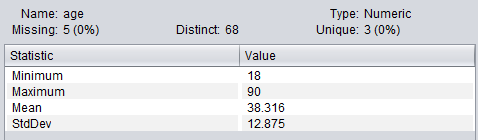 Name: age Type: Numeric
Missing: 5 (0%) Distinct: 68 Unique: 3 (0%)
Statistic Value
Minimum 18
Maximum 90
Mean 38.316
StdDev 12.875